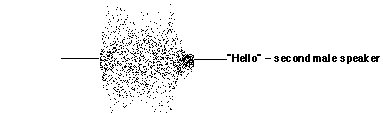 "Hello" – second male speaker